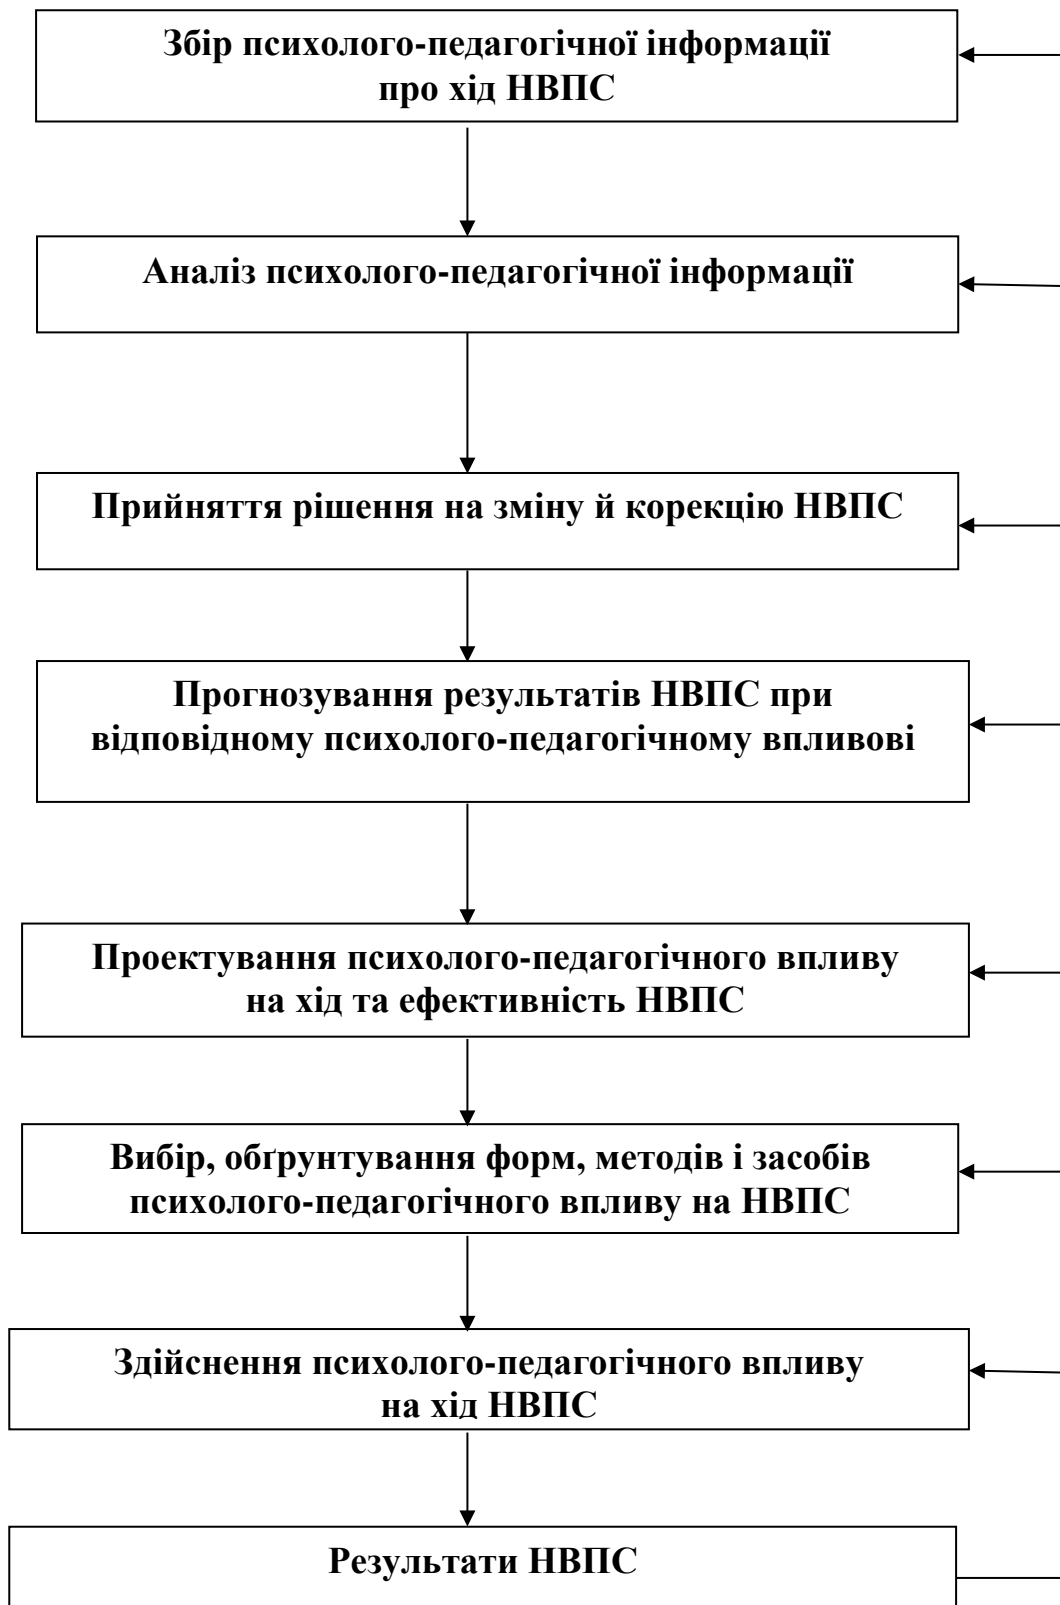 Збір психолого-педагогічної інформації
про хід НВПС
Аналіз психолого-педагогічної інформації
Прийняття рішення на зміну й корекцію НВПС
Прогнозування результатів НВПС при
відповідному психолого-педагогічному впливові
Проектування психолого-педагогічного впливу
на хід та ефективність НВПС
Вибір, обґрунтування форм, методів і засобів
психолого-педагогічного впливу на НВПС
Здійснення психолого-педагогічного впливу
на хід НВПС
Результати НВПС